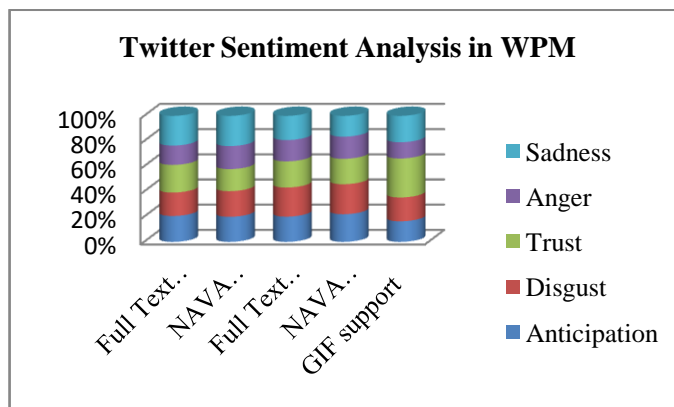 Twitter Sentiment Analysis in WPM
100%
80%
60%
40%
20%
0%
Full Text..
NAVA..
Full Text..
NAVA..
GIF support
Sadness
Anger
Trust
Disgust
Anticipation